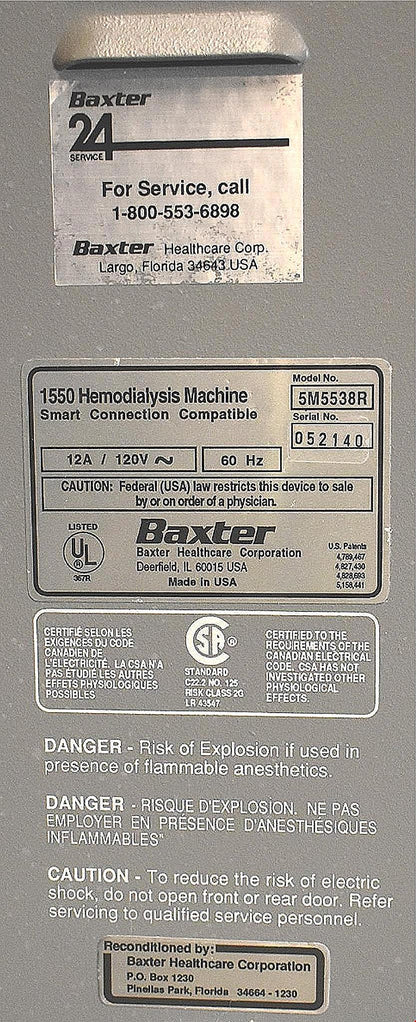 Baxter
24
SERVICE
For Service, call
1-800-553-6898
Baxter Healthcare Corp.
Largo, Florida 34643 USA
1550 Hemodialysis Machine
Smart Connection Compatible
Model No.
5M5538R
Serial No.
052140
12A / 120V ~
60 Hz
CAUTION: Federal (USA) law restricts this device to sale
by or on order of a physician.
LISTED
UL
®
367R
Baxter
Baxter Healthcare Corporation
Deerfield, IL 60015 USA
Made in USA
U.S. Patents
4,789,467
4,827,430
4,828,693
5,158,441
CERTIFIÉ SELON LES
EXIGENCES DU CODE
CANADIEN DE
L'ÉLECTRICITÉ. LA CSA N'A
PAS ÉTUDIÉ LES AUTRES
EFFETS PHYSIOLOGIQUES
POSSIBLES
SA ®
STANDARD
C22.2 NO. 125
RISK CLASS 2G
LR 43547
CERTIFIED TO THE
REQUIREMENTS OF THE
CANADIAN ELECTRICAL
CODE. CSA HAS NOT
INVESTIGATED OTHER
PHYSIOLOGICAL
EFFECTS.
DANGER - Risk of Explosion if used in
presence of flammable anesthetics.
DANGER - RISQUE D'EXPLOSION. NE PAS
EMPLOYER EN PRÉSENCE D'ANESTHÉSIQUES
INFLAMMABLES"
CAUTION - To reduce the risk of electric
shock, do not open front or rear door. Refer
servicing to qualified service personnel.
Reconditioned by:
Baxter Healthcare Corporation
P.O. Box 1230
Pinellas Park, Florida 34664 - 1230